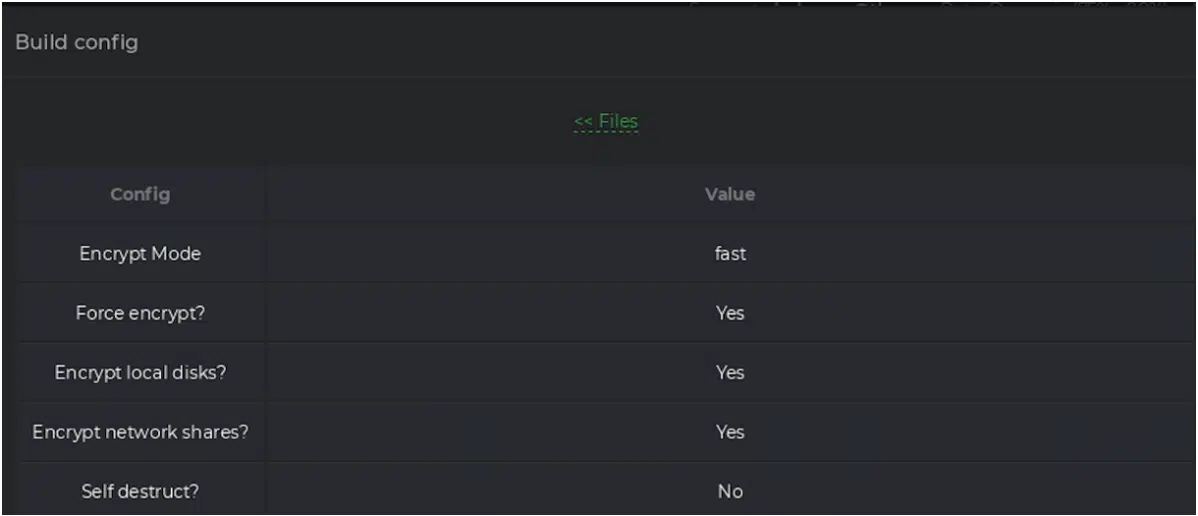 Build config
<< Files
Config Value
Encrypt Mode fast
Force encrypt? Yes
Encrypt local disks? Yes
Encrypt network shares? Yes
Self destruct? No